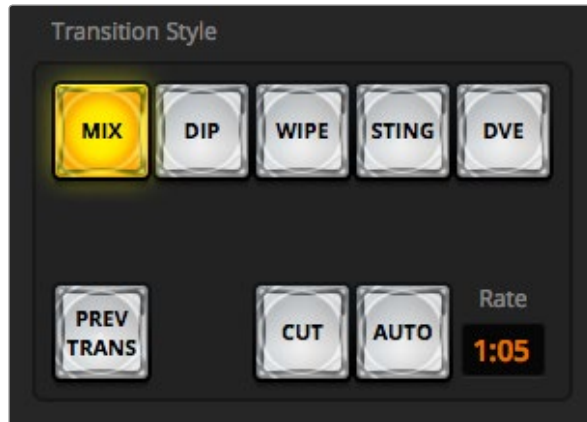 Transition Style
MIX DIP WIPE STING DVE
PREV
TRANS
CUT AUTO
Rate
1:05